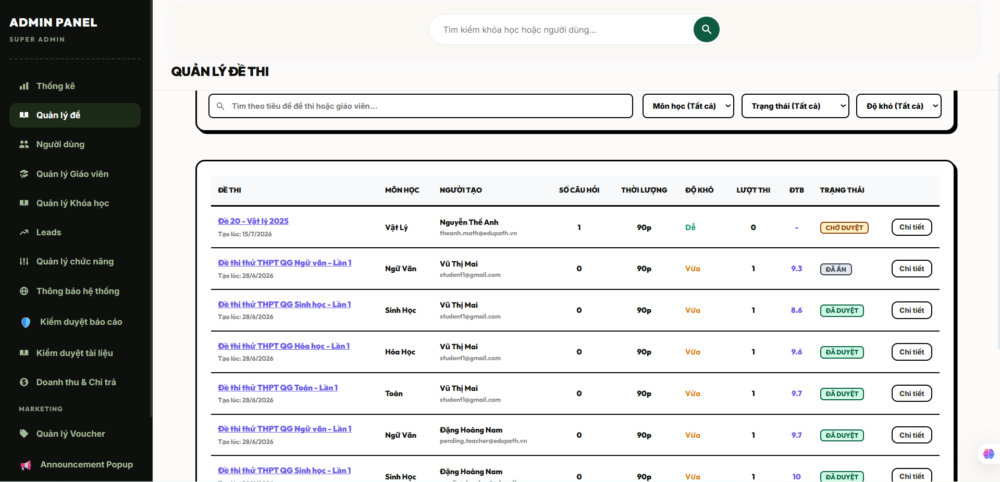 ADMIN PANEL
SUPER ADMIN
Thống kê
Quản lý đề
Người dùng
Quản lý Giáo viên
Quản lý Khóa học
Leads
Quản lý chức năng
Thông báo hệ thống
Kiểm duyệt báo cáo
Kiểm duyệt tài liệu
Doanh thu & Chi trả
MARKETING
Quản lý Voucher
Announcement Popup
Tìm kiếm khóa học hoặc người dùng...
QUẢN LÝ ĐỀ THI
Tìm theo tiêu đề đề thi hoặc giáo viên... Môn học (Tất cả) Trạng thái (Tất cả) Độ khó (Tất cả)
ĐỀ THI MÔN HỌC NGƯỜI TẠO SỐ CÂU HỎI THỜI LƯỢNG ĐỘ KHÓ LƯỢT THI ĐTB TRẠNG THÁI
Đề 20 - Vật lý 2025
Tạo lúc: 15/7/2026
Vật Lý
Nguyễn Thế Anh
theanh.math@edupath.vn
1 90p Dễ 0 - CHỜ DUYỆT Chi tiết
Đề thi thử THPT QG Ngữ văn - Lần 1
Tạo lúc: 28/6/2026
Ngữ Văn
Vũ Thị Mai
student1@gmail.com
0 90p Vừa 1 9.3 ĐÃ ẨN Chi tiết
Đề thi thử THPT QG Sinh học - Lần 1
Tạo lúc: 28/6/2026
Sinh Học
Vũ Thị Mai
student1@gmail.com
0 90p Vừa 1 8.6 ĐÃ DUYỆT Chi tiết
Đề thi thử THPT QG Hóa học - Lần 1
Tạo lúc: 28/6/2026
Hóa Học
Vũ Thị Mai
student1@gmail.com
0 90p Vừa 1 9.6 ĐÃ DUYỆT Chi tiết
Đề thi thử THPT QG Toán - Lần 1
Tạo lúc: 28/6/2026
Toán
Vũ Thị Mai
student1@gmail.com
0 90p Vừa 1 9.7 ĐÃ DUYỆT Chi tiết
Đề thi thử THPT QG Ngữ văn - Lần 1
Tạo lúc: 28/6/2026
Ngữ Văn
Đặng Hoàng Nam
pending.teacher@edupath.vn
0 90p Vừa 1 9.7 ĐÃ DUYỆT Chi tiết
Đề thi thử THPT QG Sinh học - Lần 1
Sinh Học
Đặng Hoàng Nam
0 90p Vừa 1 10 ĐÃ DUYỆT Chi tiết